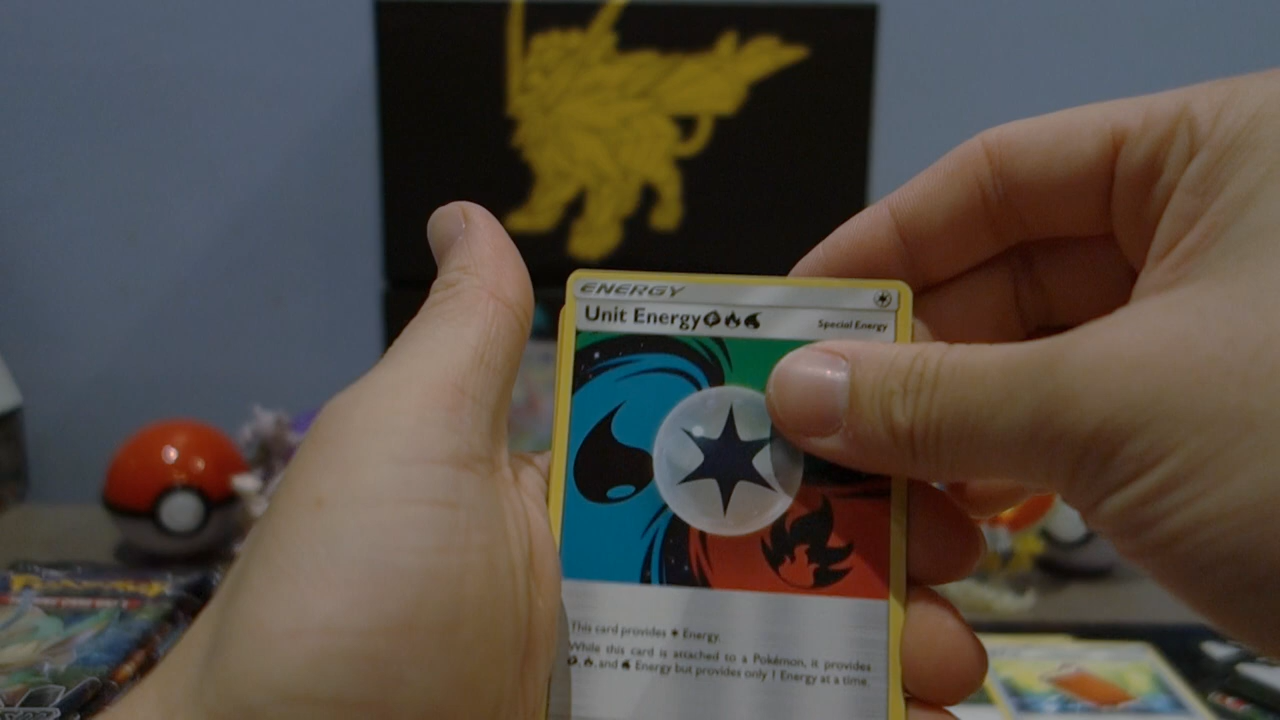 ENERGY
Unit Energy
Special Energy
This card provides Energy.
While this card is attached to a Pokémon, it provides
, , and Energy but provides only 1 Energy at a time.